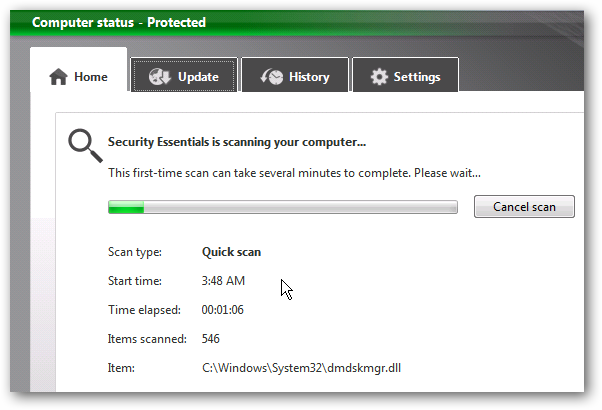 Computer status - Protected
Home Update History Settings
Security Essentials is scanning your computer...
This first-time scan can take several minutes to complete. Please wait...
Cancel scan
Scan type: Quick scan
Start time: 3:48 AM
Time elapsed: 00:01:06
Items scanned: 546
Item: C:\Windows\System32\dmdskmgr.dll